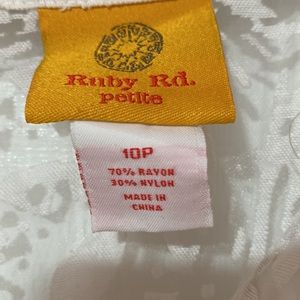 Ruby Rd.
petite
10P
70% RAYON
30% NYLON
MADE IN
CHINA